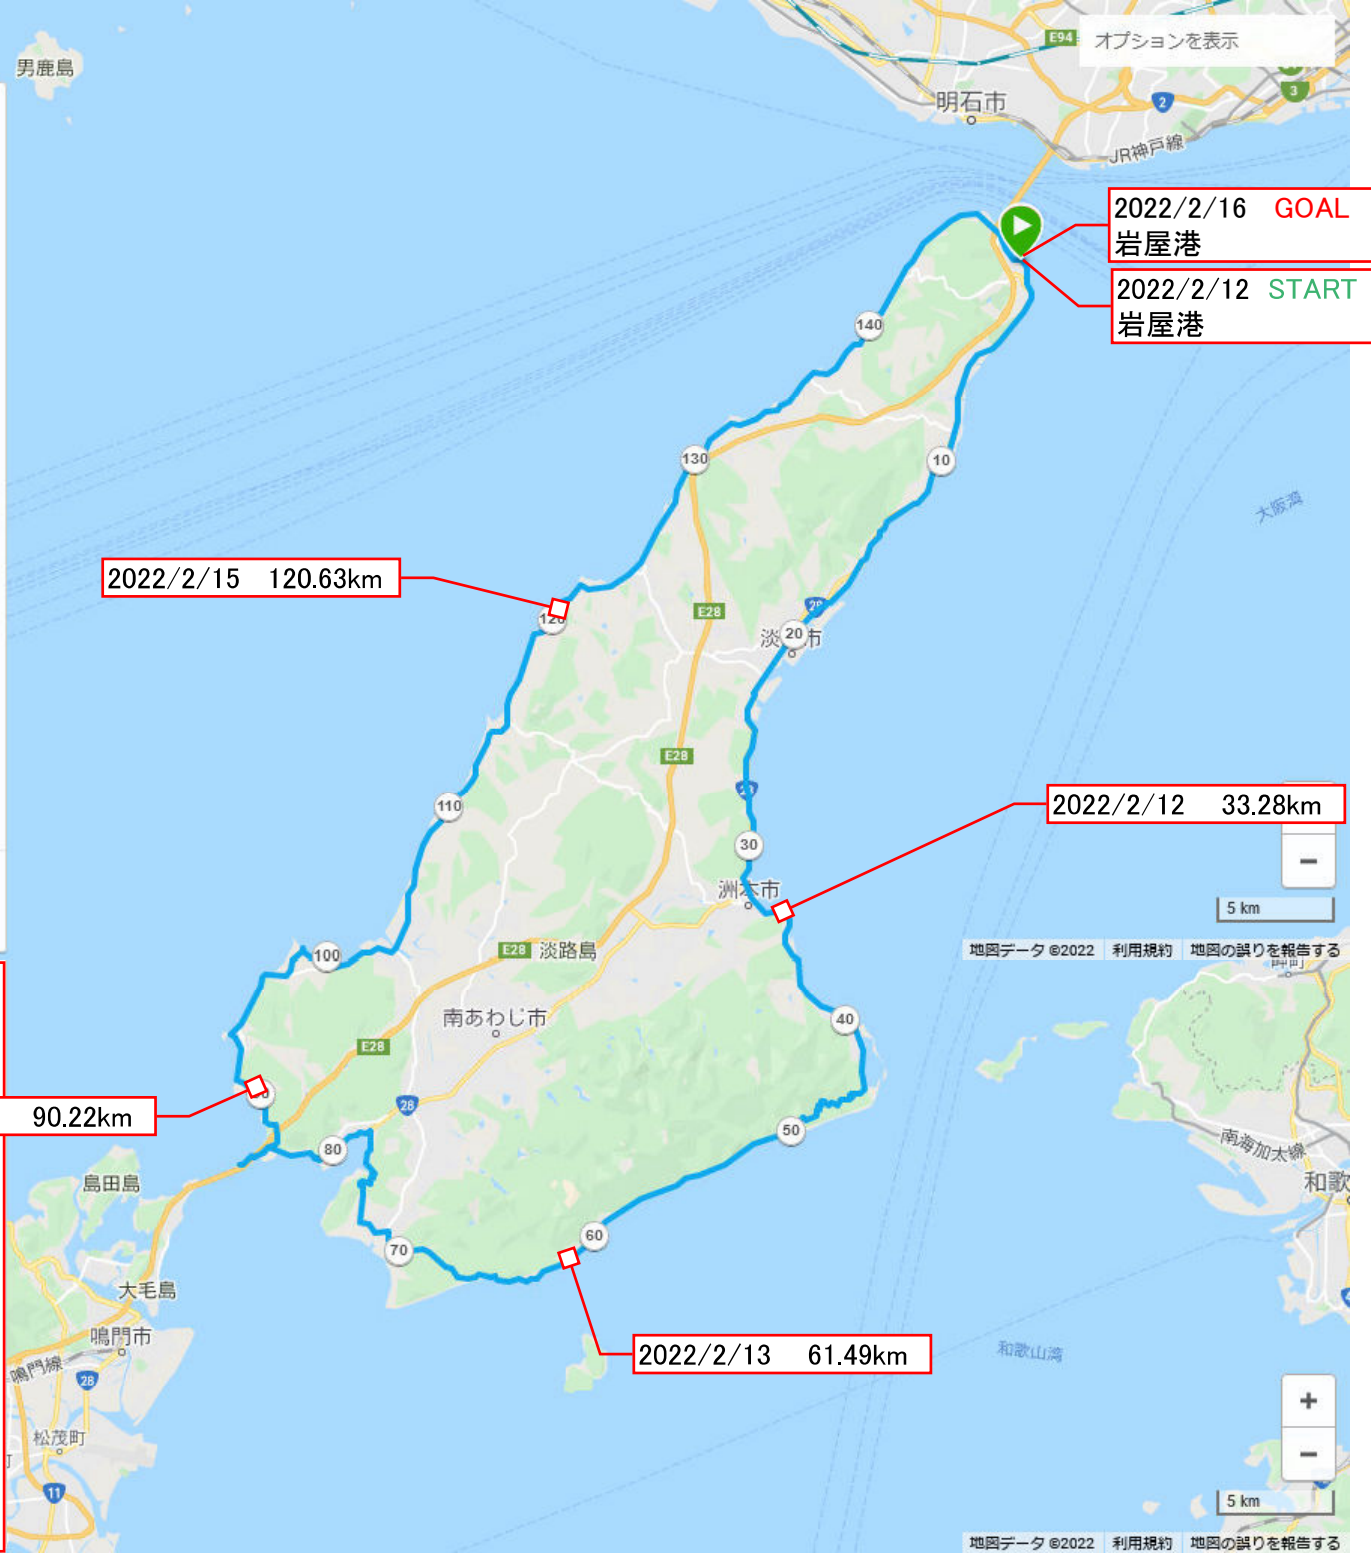 男鹿島
E94
オプションを表示
3
明石市
2
JR神戸線
2022/2/16 GOAL
岩屋港
2022/2/12 START
岩屋港
140
130
10
大阪湾
2022/2/15 120.63km
120
E28
28
淡
20
市
E28
110
2022/2/12 33.28km
30
洲本市
5 km
E28 淡路島
100
地図データ ©2022 利用規約 地図の誤りを報告する
岬町
南あわじ市
40
E28
28
90.22km
50
80
南海加太線
島田島
和歌
60
70
大毛島
鳴門市
2022/2/13 61.49km
和歌山湾
鳴門線
28
+
松茂町
−
11
5 km
地図データ ©2022 利用規約 地図の誤りを報告する